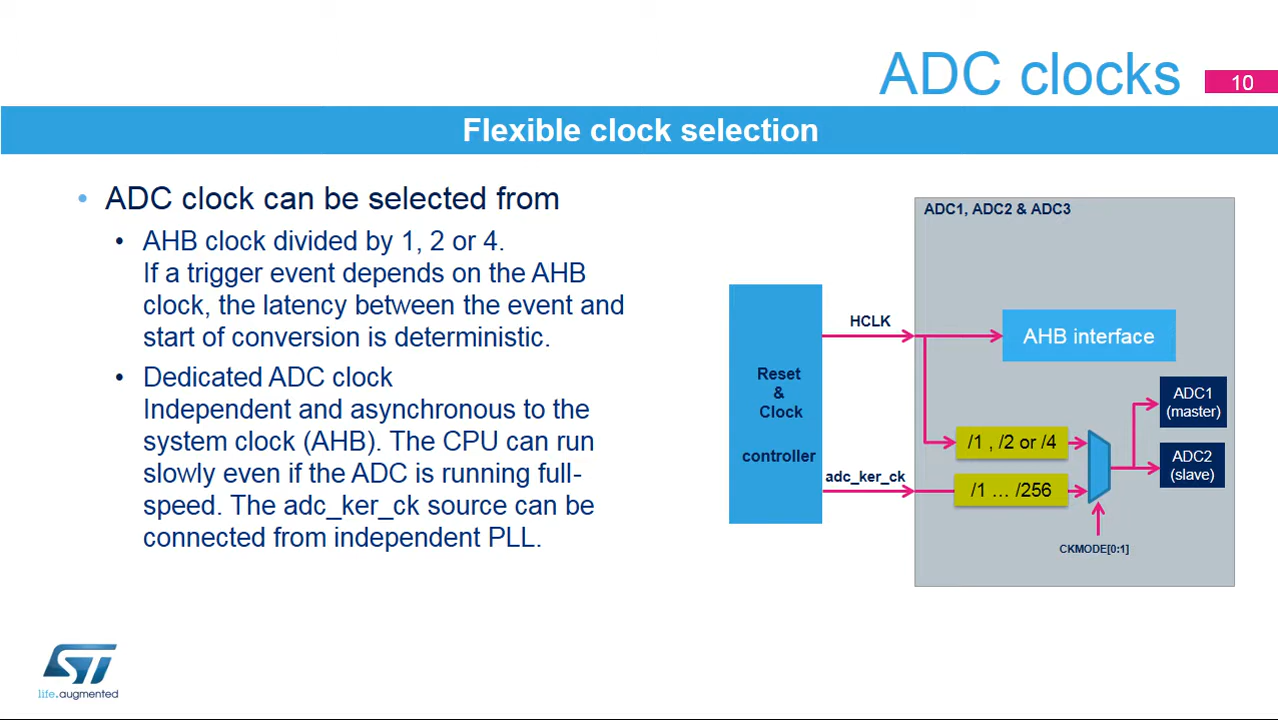 ADC clocks
10
Flexible clock selection
• ADC clock can be selected from
• AHB clock divided by 1, 2 or 4.
If a trigger event depends on the AHB
clock, the latency between the event and
start of conversion is deterministic.
• Dedicated ADC clock
Independent and asynchronous to the
system clock (AHB). The CPU can run
slowly even if the ADC is running full-
speed. The adc_ker_ck source can be
connected from independent PLL.
ADC1, ADC2 & ADC3
Reset
&
Clock
controller
HCLK
AHB interface
ADC1
(master)
/1 , /2 or /4
ADC2
(slave)
adc_ker_ck
/1 … /256
CKMODE[0:1]
ST
life.augmented